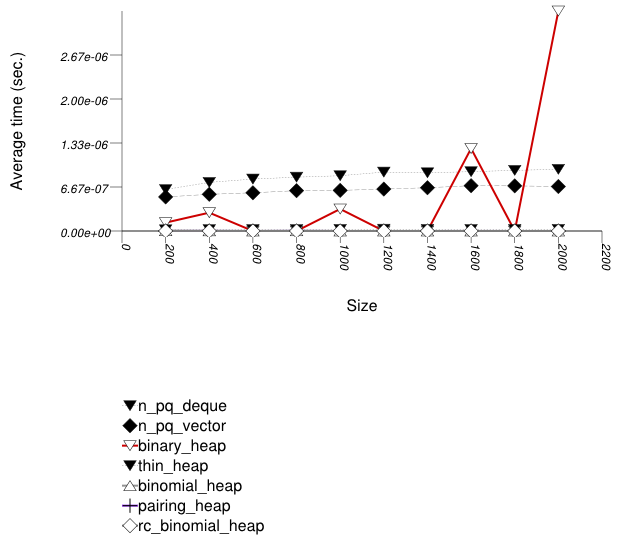 Average time (sec.)
2.67e-06
2.00e-06
1.33e-06
6.67e-07
0.00e+00
0
200
400
600
800
1000
1200
1400
1600
1800
2000
2200
Size
n_pq_deque
n_pq_vector
binary_heap
thin_heap
binomial_heap
pairing_heap
rc_binomial_heap